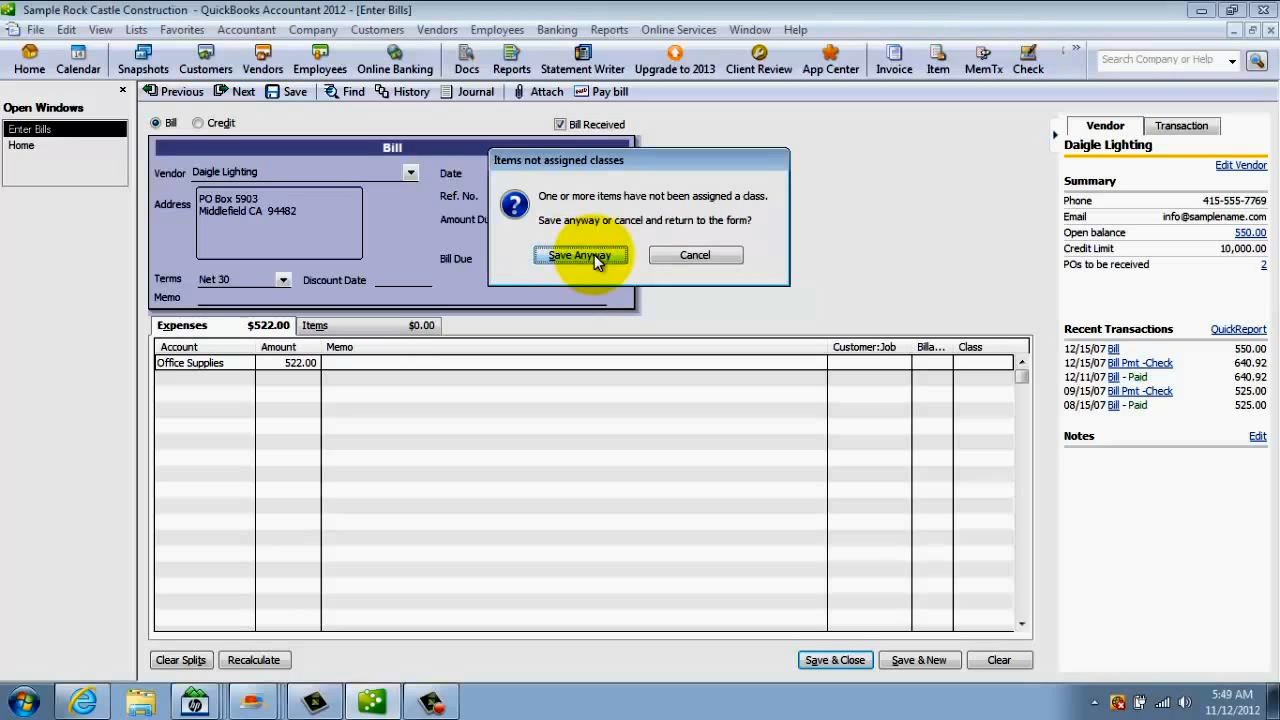 Sample Rock Castle Construction - QuickBooks Accountant 2012 - [Enter Bills]
File Edit View Lists Favorites Accountant Company Customers Vendors Employees Banking Reports Online Services Window Help
Home Calendar Snapshots Customers Vendors Employees Online Banking Docs Reports Statement Writer Upgrade to 2013 Client Review App Center Invoice Item MemTx Check
Search Company or Help
Previous Next Save Find History Journal Attach Pay bill
Open Windows
Enter Bills
Home
Bill Credit Bill Received
Bill
Vendor Daigle Lighting Date
Address PO Box 5903
Middlefield CA 94482
Ref. No.
Amount Du
Bill Due
Terms Net 30 Discount Date
Memo
Items not assigned classes
One or more items have not been assigned a class.
Save anyway or cancel and return to the form?
Save Anyway Cancel
Expenses $522.00 Items $0.00
Account Amount Memo Customer:Job Billa... Class
Office Supplies 522.00
Clear Splits Recalculate Save & Close Save & New Clear
Vendor Transaction
Daigle Lighting
Edit Vendor
Summary
Phone 415-555-7769
Email info@samplename.com
Open balance 550.00
Credit Limit 10,000.00
POs to be received 2
Recent Transactions QuickReport
12/15/07 Bill 550.00
12/15/07 Bill Pmt -Check 640.92
12/11/07 Bill - Paid 640.92
09/15/07 Bill Pmt -Check 525.00
08/15/07 Bill - Paid 525.00
Notes Edit
5:49 AM
11/12/2012